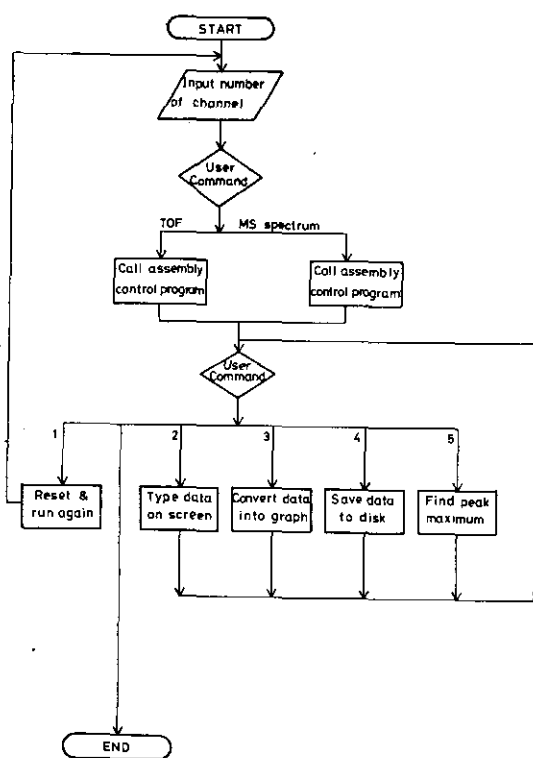 START
Input number
of channel
User
Command
TOF
MS spectrum
Call assembly
control program
Call assembly
control program
User
Command
1
2
3
4
5
Reset &
run again
Type data
on screen
Convert data
into graph
Save data
to disk
Find peak
maximum
END